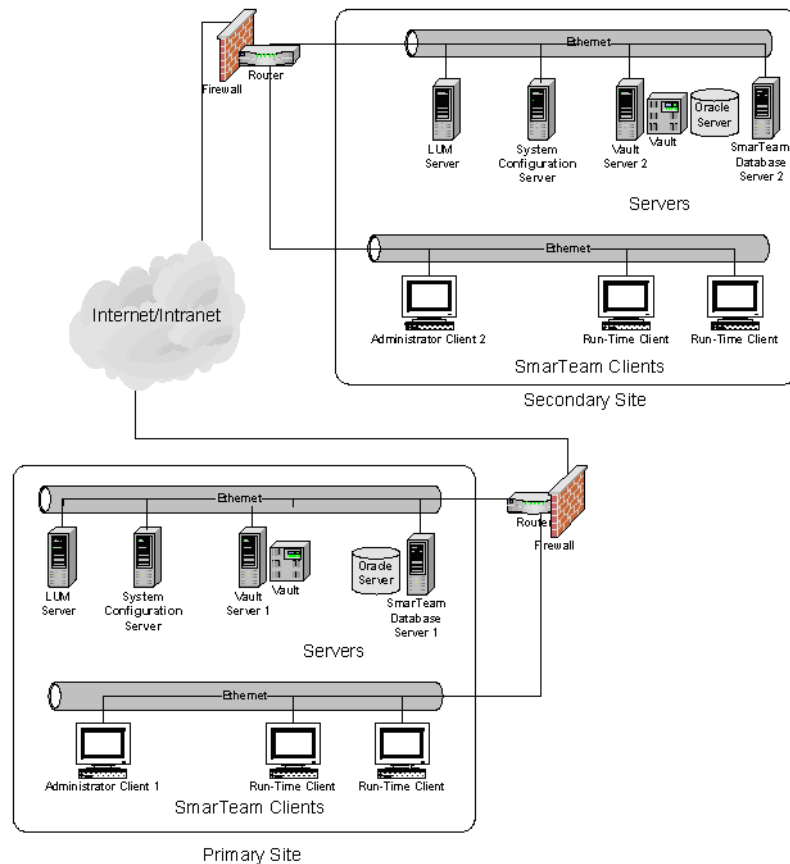 Ethernet
Router
Firewall
LUM
Server
System
Configuration
Server
Vault
Server 2
Vault
Oracle
Server
SmarTeam
Database
Server 2
Servers
Ethernet
Administrator Client 2
Run-Time Client
Run-Time Client
SmarTeam Clients
Secondary Site
Internet/Intranet
Ethernet
Router
Firewall
LUM
Server
System
Configuration
Server
Vault
Server 1
Vault
Oracle
Server
SmarTeam
Database
Server 1
Servers
Ethernet
Administrator Client 1
Run-Time Client
Run-Time Client
SmarTeam Clients
Primary Site